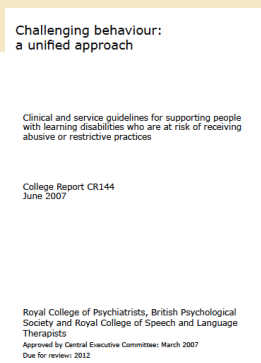 Challenging behaviour:
a unified approach
Clinical and service guidelines for supporting people
with learning disabilities who are at risk of receiving
abusive or restrictive practices
College Report CR144
June 2007
Royal College of Psychiatrists, British Psychological
Society and Royal College of Speech and Language
Therapists
Approved by Central Executive Committee: March 2007
Due for review: 2012